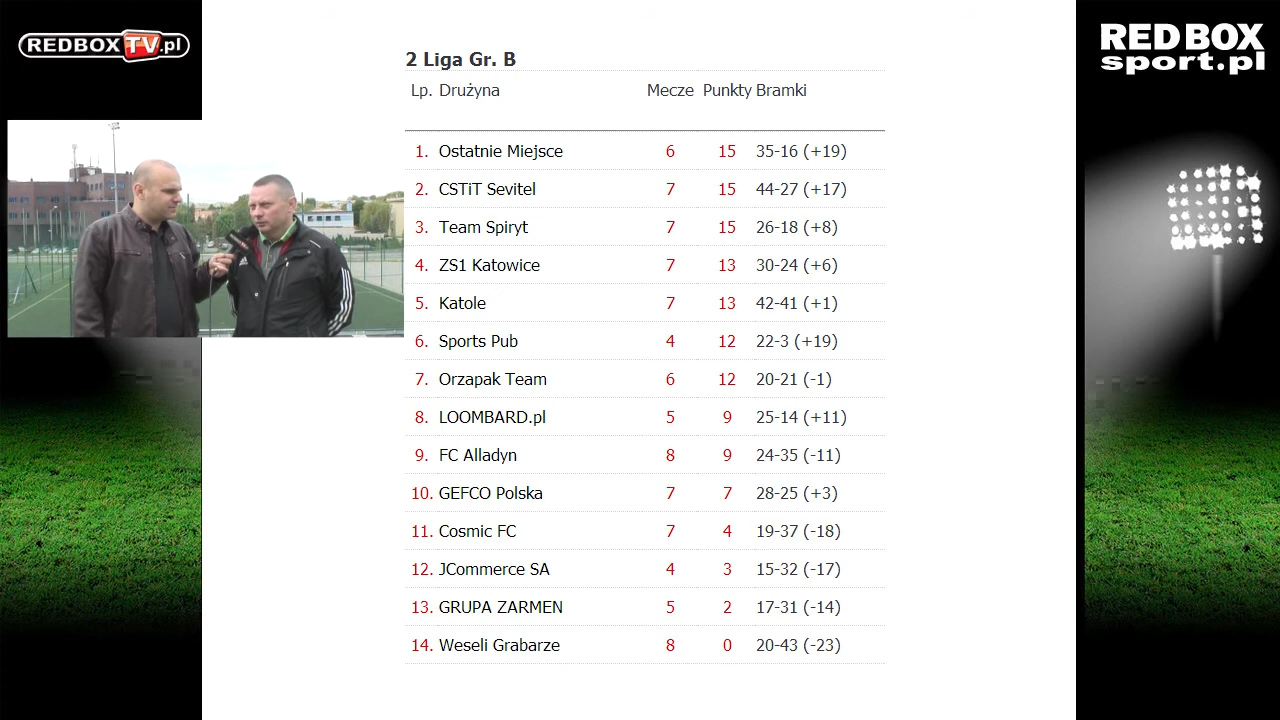 REDBOXTV.pl
RED BOX
sport.pl
2 Liga Gr. B
Lp. Drużyna Mecze Punkty Bramki
1. Ostatnie Miejsce 6 15 35-16 (+19)
2. CSTiT Sevitel 7 15 44-27 (+17)
3. Team Spiryt 7 15 26-18 (+8)
4. ZS1 Katowice 7 13 30-24 (+6)
5. Katole 7 13 42-41 (+1)
6. Sports Pub 4 12 22-3 (+19)
7. Orzapak Team 6 12 20-21 (-1)
8. LOOMBARD.pl 5 9 25-14 (+11)
9. FC Alladyn 8 9 24-35 (-11)
10. GEFCO Polska 7 7 28-25 (+3)
11. Cosmic FC 7 4 19-37 (-18)
12. JCommerce SA 4 3 15-32 (-17)
13. GRUPA ZARMEN 5 2 17-31 (-14)
14. Weseli Grabarze 8 0 20-43 (-23)